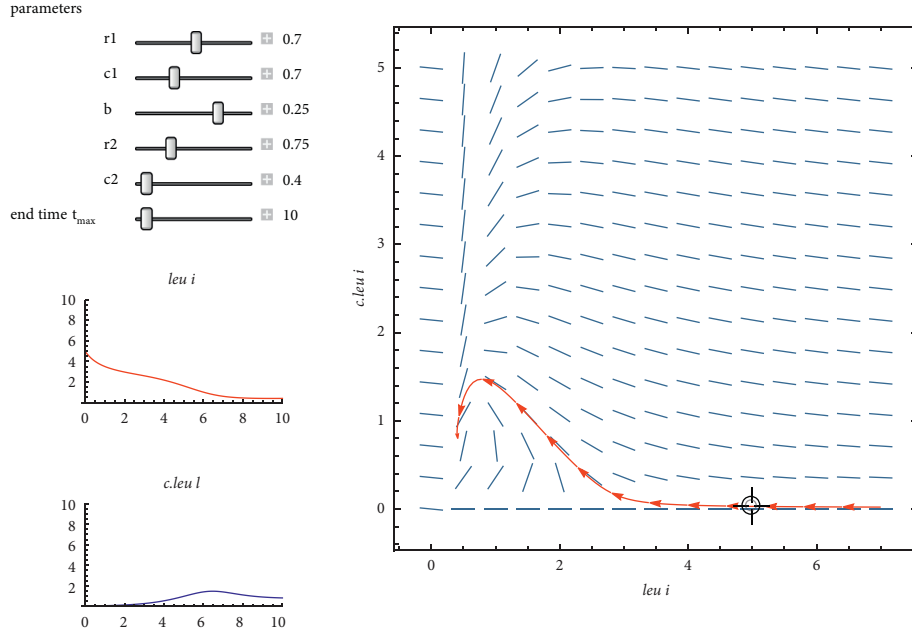 parameters
r1 0.7
c1 0.7
b 0.25
r2 0.75
c2 0.4
end time t_max 10
leu i
10
8
6
4
2
0 2 4 6 8 10
c.leu l
10
8
6
4
2
0 2 4 6 8 10
5
4
3
2
1
0
c.leu i
0 2 4 6
leu i